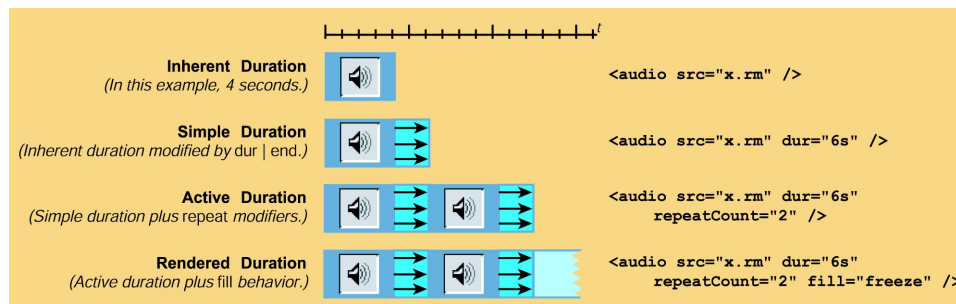 t
Inherent Duration
(In this example, 4 seconds.)
<audio src="x.rm" />
Simple Duration
(Inherent duration modified by dur | end.)
<audio src="x.rm" dur="6s" />
Active Duration
(Simple duration plus repeat modifiers.)
<audio src="x.rm" dur="6s"
repeatCount="2" />
Rendered Duration
(Active duration plus fill behavior.)
<audio src="x.rm" dur="6s"
repeatCount="2" fill="freeze" />